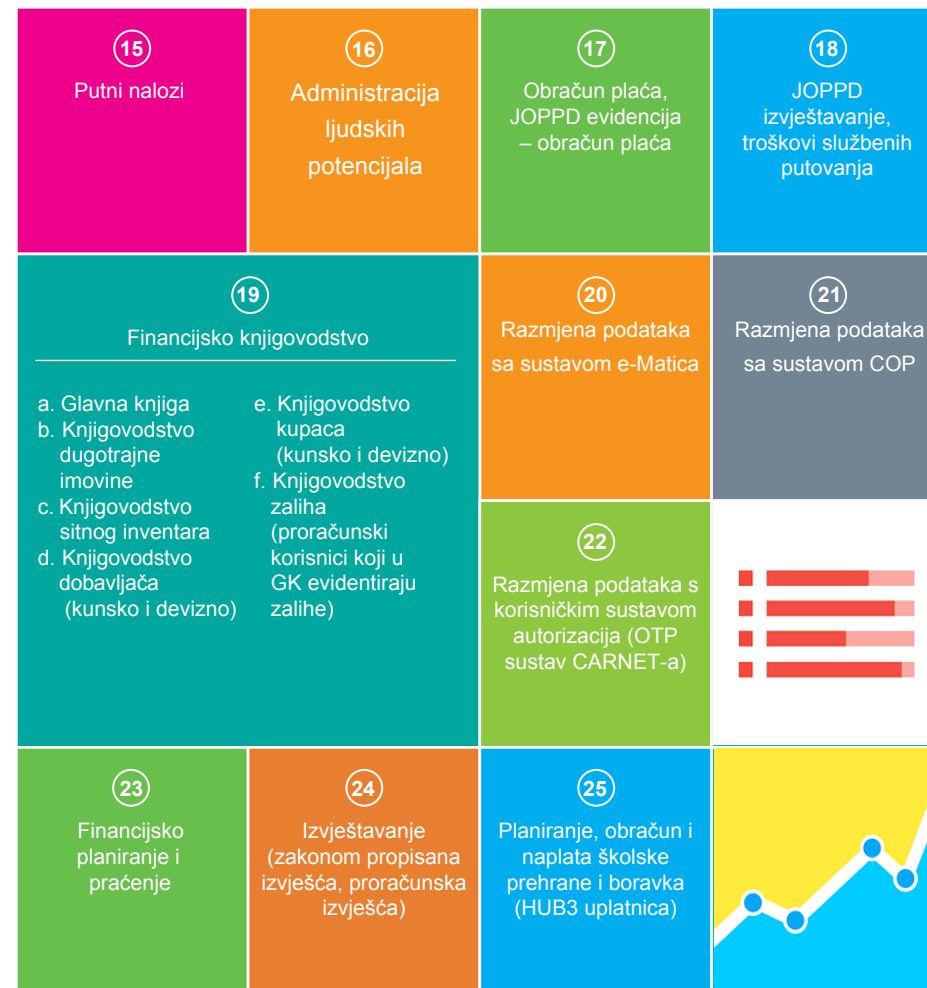 15
Putni nalozi
16
Administracija
ljudskih
potencijala
17
Obračun plaća,
JOPPD evidencija
– obračun plaća
18
JOPPD
izvještavanje,
troškovi službenih
putovanja
19
Financijsko knjigovodstvo
a. Glavna knjiga
b. Knjigovodstvo
dugotrajne
imovine
c. Knjigovodstvo
sitnog inventara
d. Knjigovodstvo
dobavljača
(kunsko i devizno)
e. Knjigovodstvo
kupaca
(kunsko i devizno)
f. Knjigovodstvo
zaliha
(proračunski
korisnici koji u
GK evidentiraju
zalihe)
20
Razmjena podataka
sa sustavom e-Matica
21
Razmjena podataka
sa sustavom COP
22
Razmjena podataka s
korisničkim sustavom
autorizacija (OTP
sustav CARNET-a)
23
Financijsko
planiranje i
praćenje
24
Izvještavanje
(zakonom propisana
izvješća, proračunska
izvješća)
25
Planiranje, obračun i
naplata školske
prehrane i boravka
(HUB3 uplatnica)